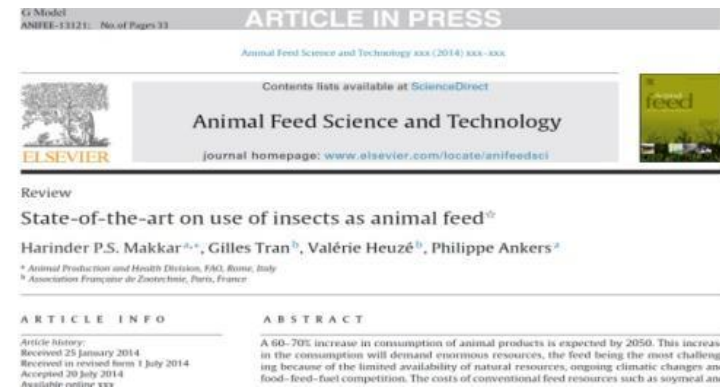 G Model
ANIFEE-13121; No. of Pages 33
ARTICLE IN PRESS
Animal Feed Science and Technology xxx (2014) xxx–xxx
Contents lists available at ScienceDirect
Animal Feed Science and Technology
journal homepage: www.elsevier.com/locate/anifeedsci
ELSEVIER
feed
Review
State-of-the-art on use of insects as animal feed☆
Harinder P.S. Makkar a,*, Gilles Tran b, Valérie Heuzé b, Philippe Ankers a
a Animal Production and Health Division, FAO, Rome, Italy
b Association Française de Zootechnie, Paris, France
ARTICLE INFO
Article history:
Received 25 January 2014
Received in revised form 1 July 2014
Accepted 20 July 2014
Available online xxx
ABSTRACT
A 60–70% increase in consumption of animal products is expected by 2050. This increase
in the consumption will demand enormous resources, the feed being the most challeng
ing because of the limited availability of natural resources, ongoing climatic changes and
food–feed–fuel competition. The costs of conventional feed resources such as soymeal and